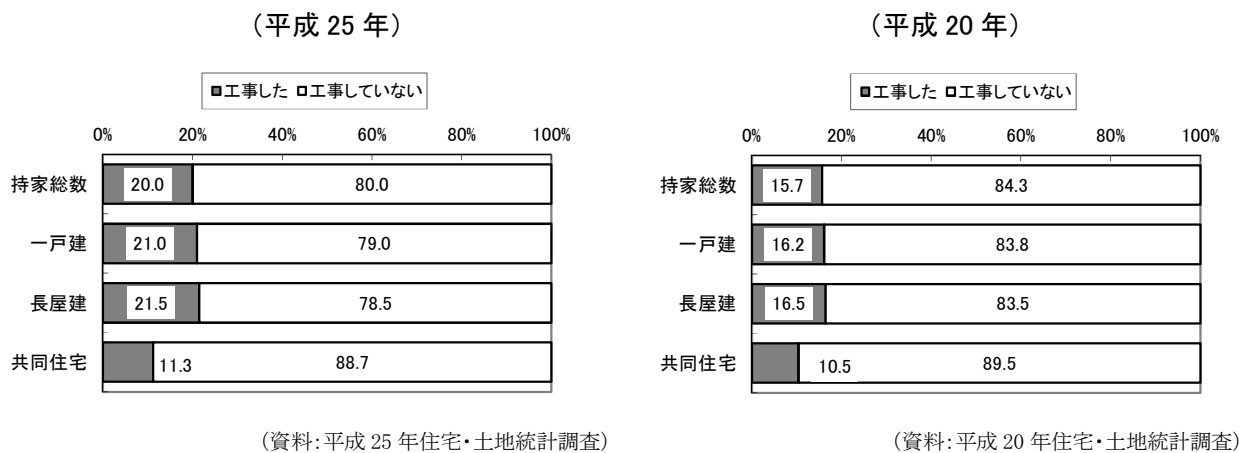 （平成 25 年）
■工事した □工事していない
0% 20% 40% 60% 80% 100%
持家総数 20.0 80.0
一戸建 21.0 79.0
長屋建 21.5 78.5
共同住宅 11.3 88.7
（資料：平成 25 年住宅・土地統計調査）
（平成 20 年）
■工事した □工事していない
0% 20% 40% 60% 80% 100%
持家総数 15.7 84.3
一戸建 16.2 83.8
長屋建 16.5 83.5
共同住宅 10.5 89.5
（資料：平成 20 年住宅・土地統計調査）